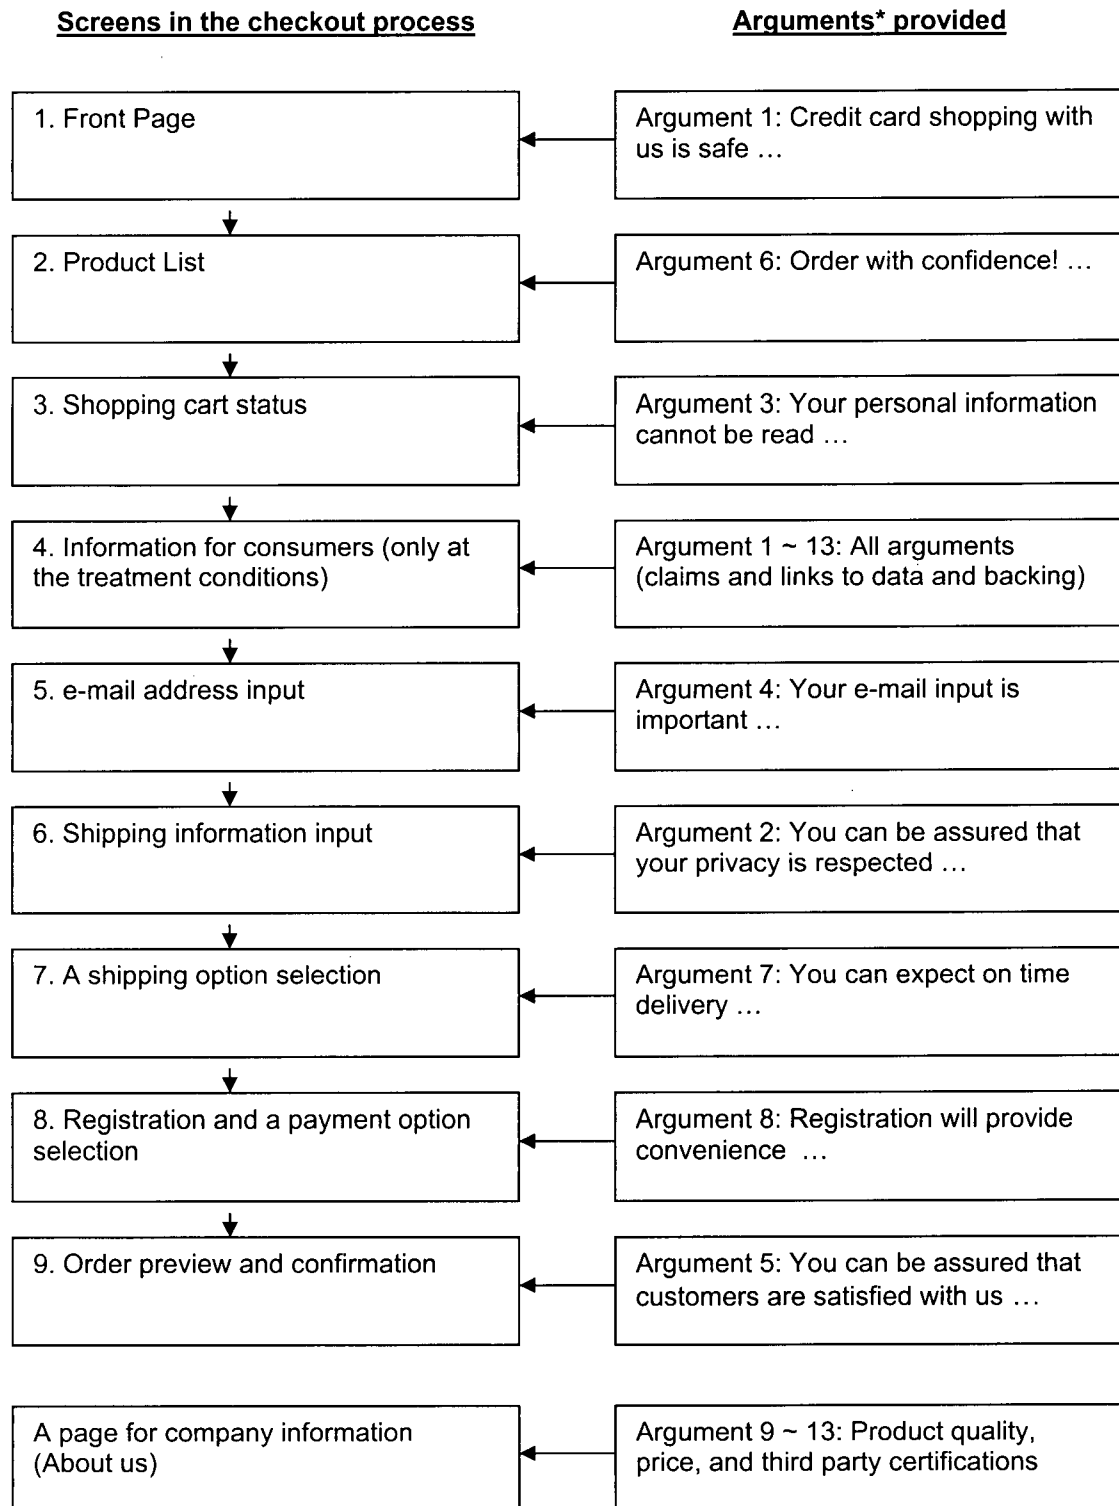 Screens in the checkout process
Arguments* provided
1. Front Page
Argument 1: Credit card shopping with
us is safe …
2. Product List
Argument 6: Order with confidence! …
3. Shopping cart status
Argument 3: Your personal information
cannot be read …
4. Information for consumers (only at
the treatment conditions)
Argument 1 ~ 13: All arguments
(claims and links to data and backing)
5. e-mail address input
Argument 4: Your e-mail input is
important …
6. Shipping information input
Argument 2: You can be assured that
your privacy is respected …
7. A shipping option selection
Argument 7: You can expect on time
delivery …
8. Registration and a payment option
selection
Argument 8: Registration will provide
convenience …
9. Order preview and confirmation
Argument 5: You can be assured that
customers are satisfied with us …
A page for company information
(About us)
Argument 9 ~ 13: Product quality,
price, and third party certifications